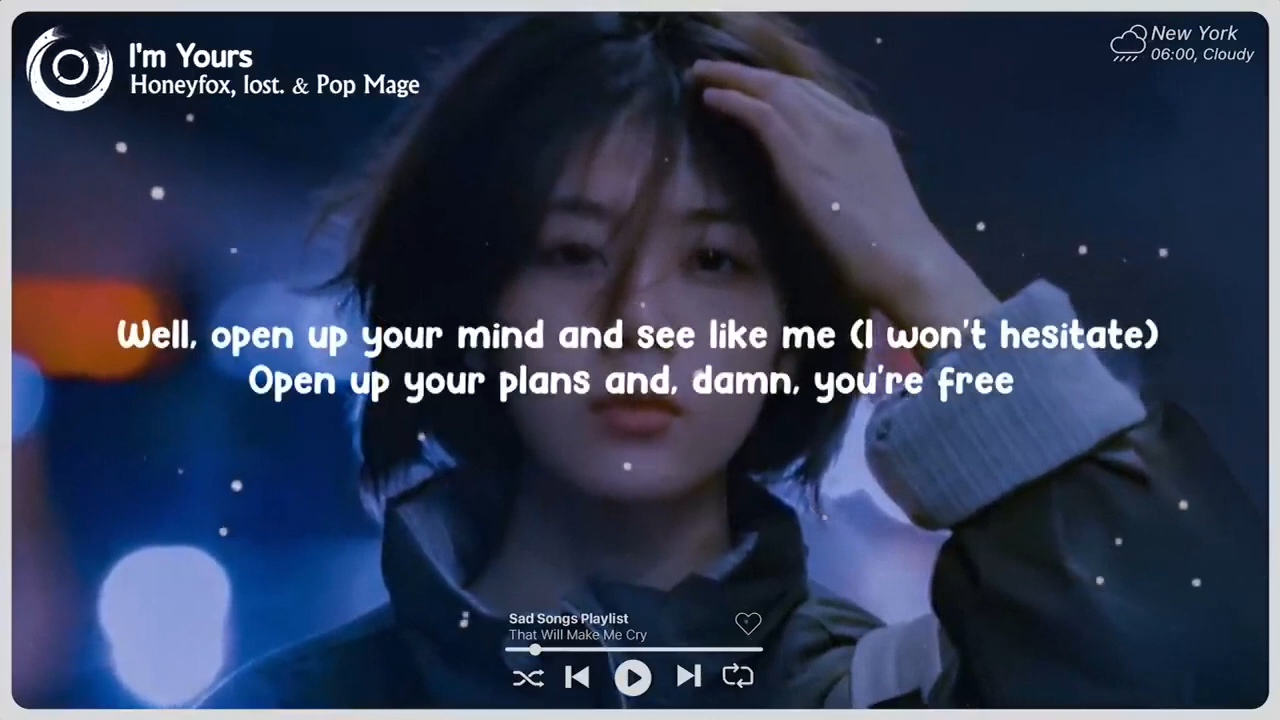 I'm Yours
Honeyfox, lost. & Pop Mage
New York
06:00, Cloudy
Well, open up your mind and see like me (I won't hesitate)
Open up your plans and, damn, you're free
Sad Songs Playlist
That Will Make Me Cry